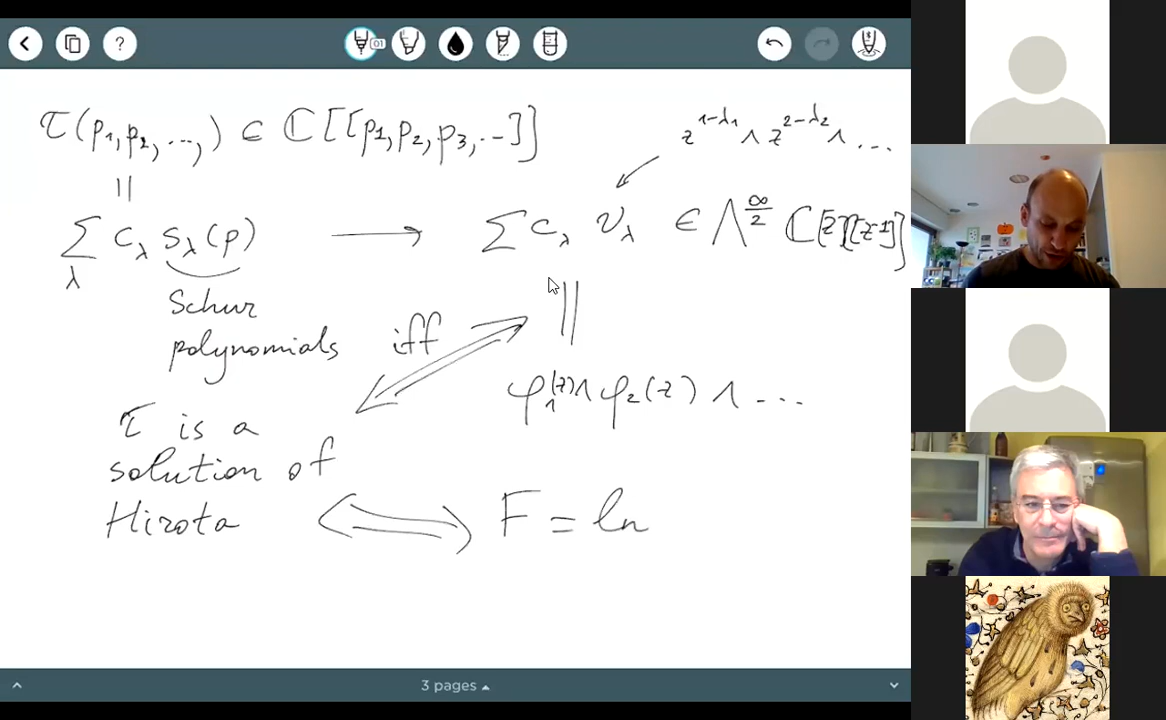 τ(p₁,p₂,...,) ∈ ℂ[[p₁,p₂,p₃,..]]
z^{1-λ₁} ∧ z^{2-λ₂} ∧ ...
||
∑_λ c_λ s_λ(p) ⟶ ∑ c_λ v_λ ∈ Λ^{∞/2} ℂ[z][[z⁻¹]]
Schur
polynomials
iff
||
φ₁(z) ∧ φ₂(z) ∧ ...
τ is a
solution of
Hirota ⟺ F = ln
3 pages